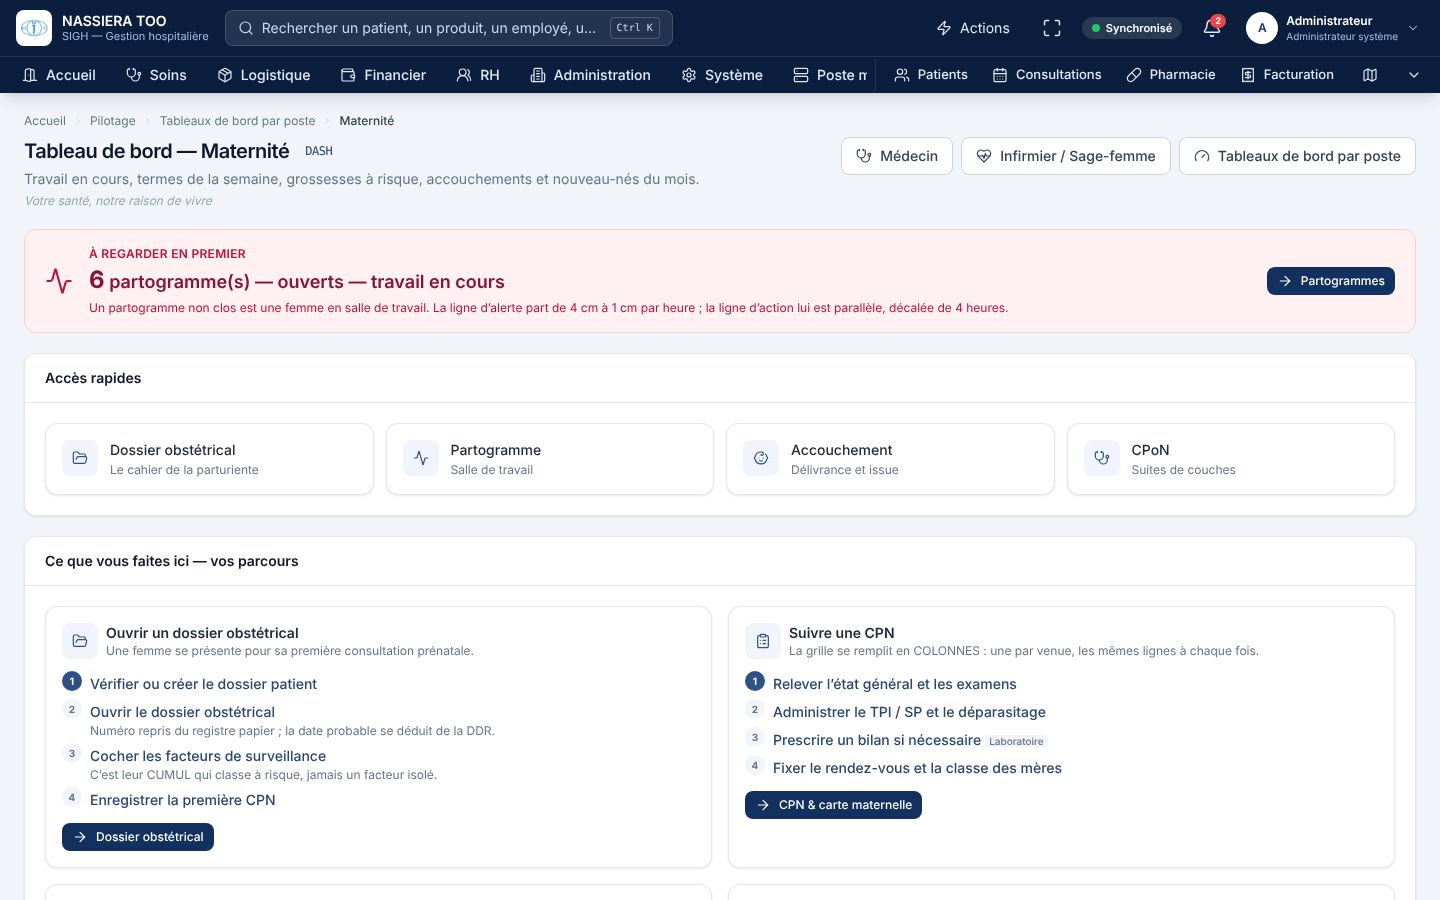 NASSIERA TOO
SIGH — Gestion hospitalière
Rechercher un patient, un produit, un employé, u...
Ctrl K
Actions
Synchronisé
2
A
Administrateur
Administrateur système
Accueil
Soins
Logistique
Financier
RH
Administration
Système
Poste m
Patients
Consultations
Pharmacie
Facturation
Accueil
Pilotage
Tableaux de bord par poste
Maternité
Tableau de bord — Maternité
DASH
Travail en cours, termes de la semaine, grossesses à risque, accouchements et nouveau-nés du mois.
Votre santé, notre raison de vivre
Médecin
Infirmier / Sage-femme
Tableaux de bord par poste
À REGARDER EN PREMIER
6 partogramme(s) — ouverts — travail en cours
Un partogramme non clos est une femme en salle de travail. La ligne d’alerte part de 4 cm à 1 cm par heure ; la ligne d’action lui est parallèle, décalée de 4 heures.
Partogrammes
Accès rapides
Dossier obstétrical
Le cahier de la parturiente
Partogramme
Salle de travail
Accouchement
Délivrance et issue
CPoN
Suites de couches
Ce que vous faites ici — vos parcours
Ouvrir un dossier obstétrical
Une femme se présente pour sa première consultation prénatale.
1 Vérifier ou créer le dossier patient
2 Ouvrir le dossier obstétrical
Numéro repris du registre papier ; la date probable se déduit de la DDR.
3 Cocher les facteurs de surveillance
C’est leur CUMUL qui classe à risque, jamais un facteur isolé.
4 Enregistrer la première CPN
Dossier obstétrical
Suivre une CPN
La grille se remplit en COLONNES : une par venue, les mêmes lignes à chaque fois.
1 Relever l’état général et les examens
2 Administrer le TPI / SP et le déparasitage
3 Prescrire un bilan si nécessaire Laboratoire
4 Fixer le rendez-vous et la classe des mères
CPN & carte maternelle